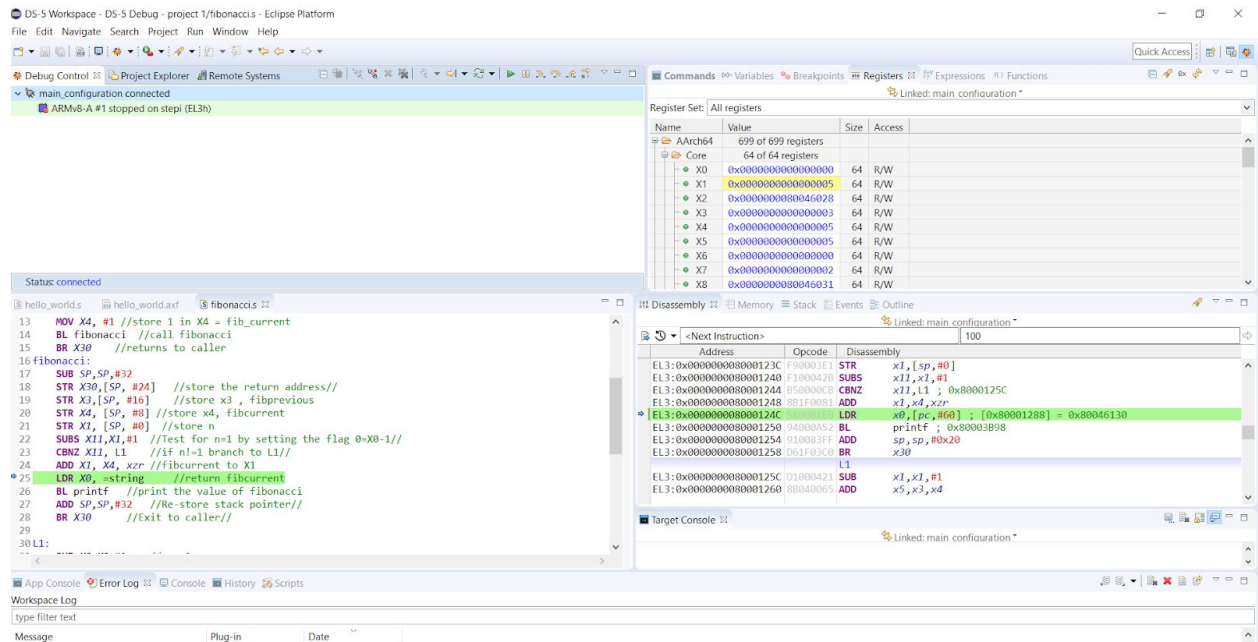 DS-5 Workspace - DS-5 Debug - project 1/fibonacci.s - Eclipse Platform
File Edit Navigate Search Project Run Window Help
Quick Access
Debug Control Project Explorer Remote Systems
main_configuration connected
ARMv8-A #1 stopped on stepi (EL3h)
Status: connected
Commands Variables Breakpoints Registers Expressions Functions
Linked: main_configuration
Register Set: All registers
Name Value Size Access
AArch64 699 of 699 registers
Core 64 of 64 registers
X0 0x0000000000000000 64 R/W
X1 0x0000000000000005 64 R/W
X2 0x0000000080046028 64 R/W
X3 0x0000000000000003 64 R/W
X4 0x0000000000000005 64 R/W
X5 0x0000000000000005 64 R/W
X6 0x0000000000000000 64 R/W
X7 0x0000000000000002 64 R/W
X8 0x0000000080046031 64 R/W
hello_world.s hello_world.axf fibonacci.s
13 MOV X4, #1 //store 1 in X4 = fib_current
14 BL fibonacci //call fibonacci
15 BR X30 //returns to caller
16 fibonacci:
17 SUB SP,SP,#32
18 STR X30,[SP, #24] //store the return address//
19 STR X3,[SP, #16] //store x3 , fibprevious
20 STR X4, [SP, #8] //store x4, fibcurrent
21 STR X1, [SP, #0] //store n
22 SUBS X11,X1,#1 //Test for n=1 by setting the flag 0=X0-1//
23 CBNZ X11, L1 //if n!=1 branch to L1//
24 ADD X1, X4, xzr //fibcurrent to X1
25 LDR X0, =string //return fibcurrent
26 BL printf //print the value of fibonacci
27 ADD SP,SP,#32 //Re-store stack pointer//
28 BR X30 //Exit to caller//
29
30 L1:
Disassembly Memory Stack Events Outline
Linked: main_configuration
<Next Instruction> 100
Address Opcode Disassembly
EL3:0x000000008000123C F90003E1 STR x1,[sp,#0]
EL3:0x0000000080001240 F100042B SUBS x11,x1,#1
EL3:0x0000000080001244 B50000CB CBNZ x11,L1 ; 0x8000125C
EL3:0x0000000080001248 8B1F0081 ADD x1,x4,xzr
EL3:0x000000008000124C 580001E0 LDR x0,[pc,#60] ; [0x80001288] = 0x80046130
EL3:0x0000000080001250 94000A52 BL printf ; 0x80003B98
EL3:0x0000000080001254 910083FF ADD sp,sp,#0x20
EL3:0x0000000080001258 D61F03C0 BR x30
L1
EL3:0x000000008000125C D1000421 SUB x1,x1,#1
EL3:0x0000000080001260 8B040065 ADD x5,x3,x4
Target Console
Linked: main_configuration
App Console Error Log Console History Scripts
Workspace Log
type filter text
Message Plug-in Date